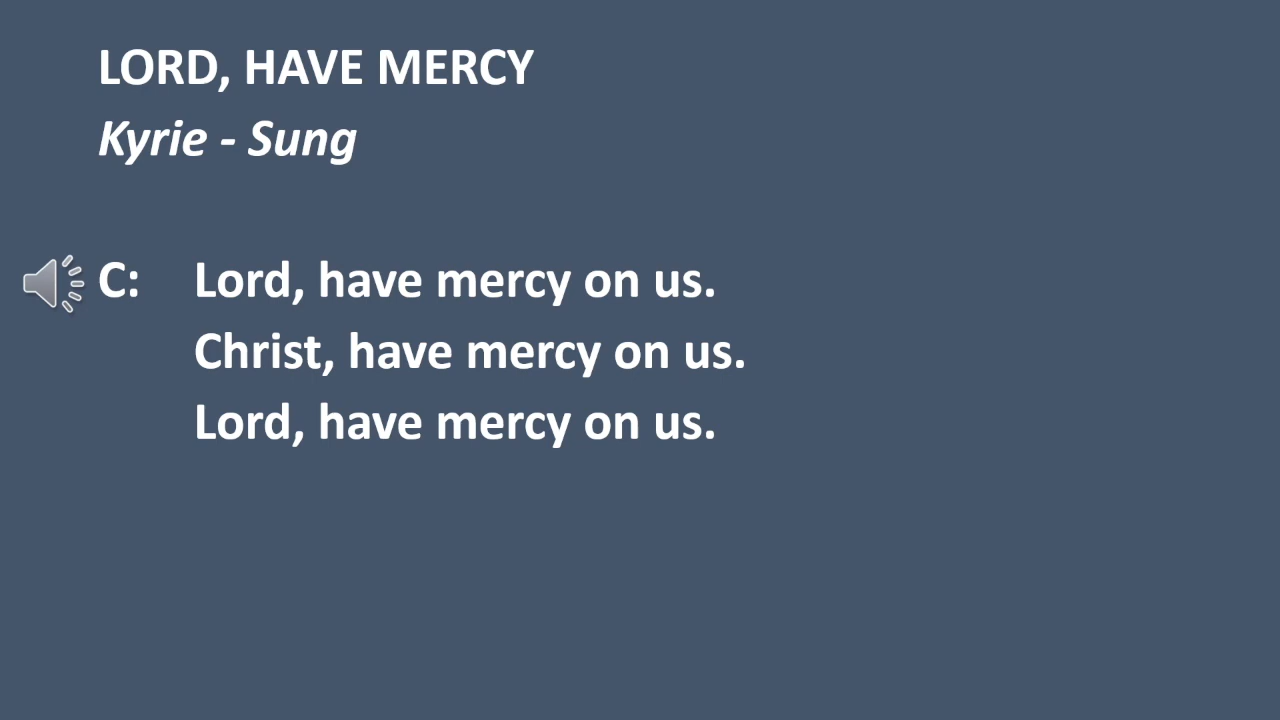 LORD, HAVE MERCY
Kyrie - Sung
C: Lord, have mercy on us.
Christ, have mercy on us.
Lord, have mercy on us.